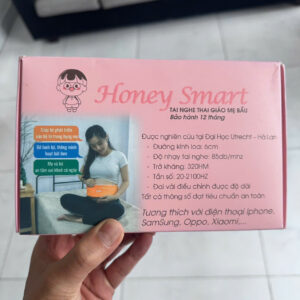 Honey Smart
TAI NGHE THAI GIÁO MẸ BẦU
Bảo hành 12 tháng
Được nghiên cứu tại Đại Học Utrecht - Hà Lan
- Đường kính loa: 6cm
- Độ nhạy tai nghe: 85db/mnz
- Trở kháng: 320HM
- Tần số: 20-2100HZ
- Đai vải điều chỉnh được độ dài
Tất cả thông số đạt tiêu chuẩn an toàn.
Tương thích với điện thoại iphone,
SamSung, Oppo, Xiaomi,...